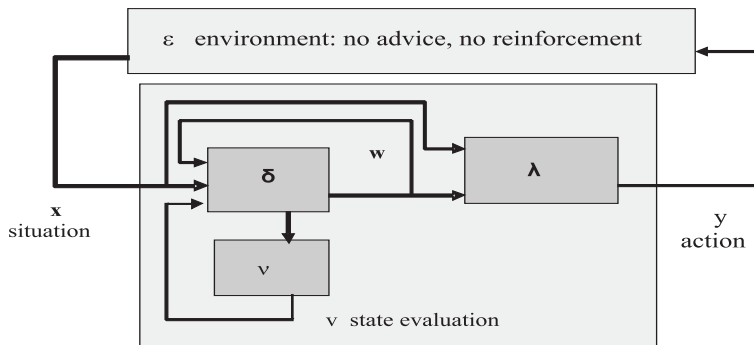 ε environment: no advice, no reinforcement
w
δ
λ
x
situation
y
action
ν
v state evaluation